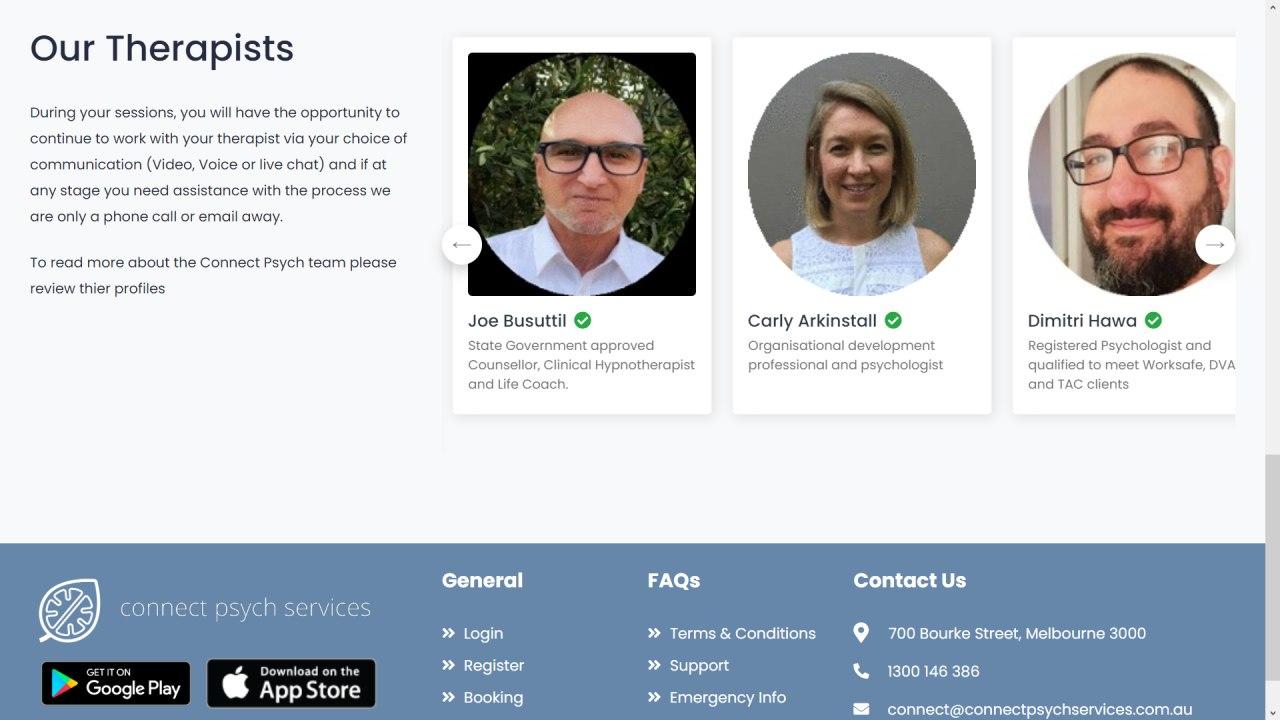 Our Therapists
During your sessions, you will have the opportunity to
continue to work with your therapist via your choice of
communication (Video, Voice or live chat) and if at
any stage you need assistance with the process we
are only a phone call or email away.
To read more about the Connect Psych team please
review thier profiles
Joe Busuttil
State Government approved
Counsellor, Clinical Hypnotherapist
and Life Coach.
Carly Arkinstall
Organisational development
professional and psychologist
Dimitri Hawa
Registered Psychologist and
qualified to meet Worksafe, DVA
and TAC clients
connect psych services
GET IT ON
Google Play
Download on the
App Store
General
Login
Register
Booking
FAQs
Terms & Conditions
Support
Emergency Info
Contact Us
700 Bourke Street, Melbourne 3000
1300 146 386
connect@connectpsychservices.com.au